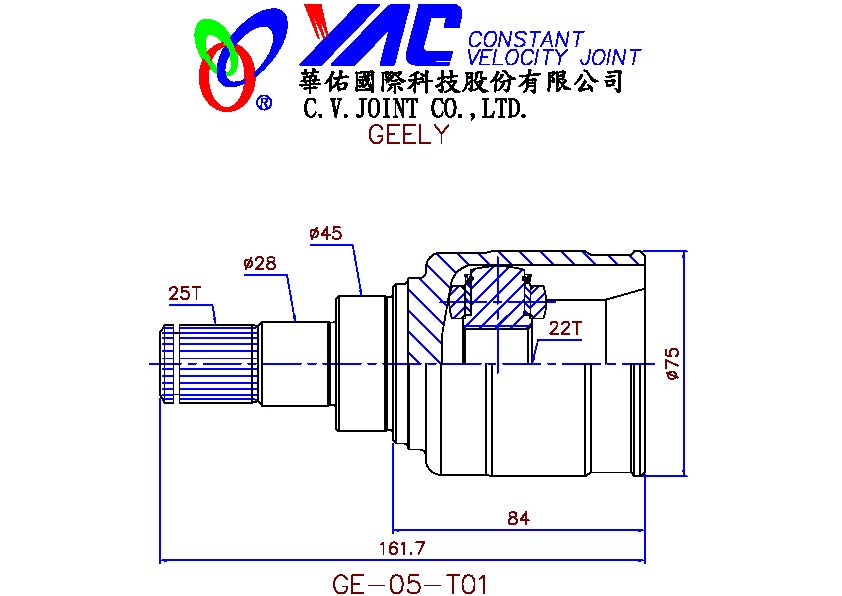 YAC CONSTANT
VELOCITY JOINT
華佑國際科技股份有限公司
®
C.V.JOINT CO.,LTD.
GEELY
ø45
ø28
25T
22T
ø75
84
161.7
GE-05-T01